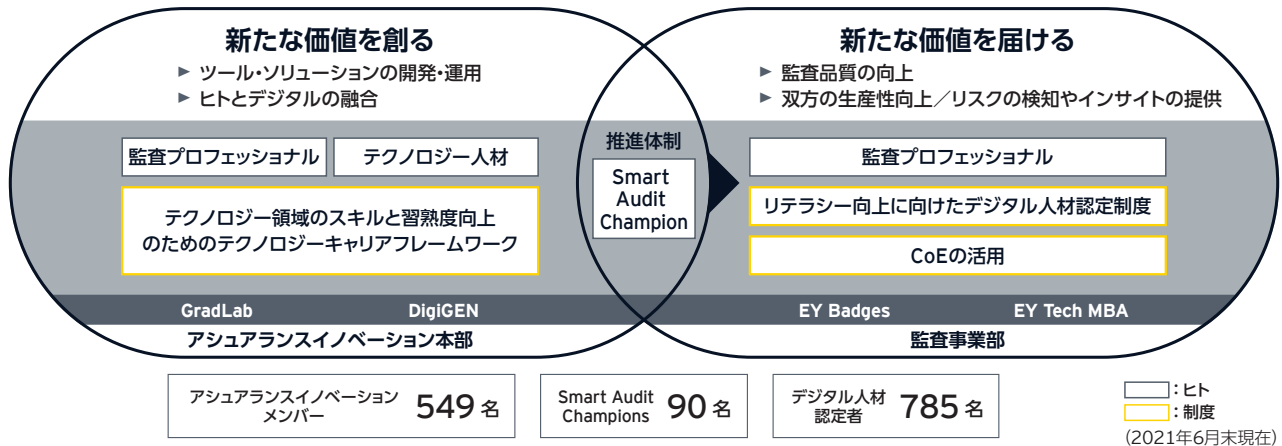 新たな価値を創る
▶ ツール・ソリューションの開発・運用
▶ ヒトとデジタルの融合
監査プロフェッショナル
テクノロジー人材
テクノロジー領域のスキルと習熟度向上
のためのテクノロジーキャリアフレームワーク
GradLab
DigiGEN
アシュアランスイノベーション本部
推進体制
Smart
Audit
Champion
新たな価値を届ける
▶ 監査品質の向上
▶ 双方の生産性向上／リスクの検知やインサイトの提供
監査プロフェッショナル
リテラシー向上に向けたデジタル人材認定制度
CoEの活用
EY Badges
EY Tech MBA
監査事業部
アシュアランスイノベーション
メンバー
549 名
Smart Audit
Champions
90 名
デジタル人材
認定者
785 名
：ヒト
：制度
(2021年6月末現在)